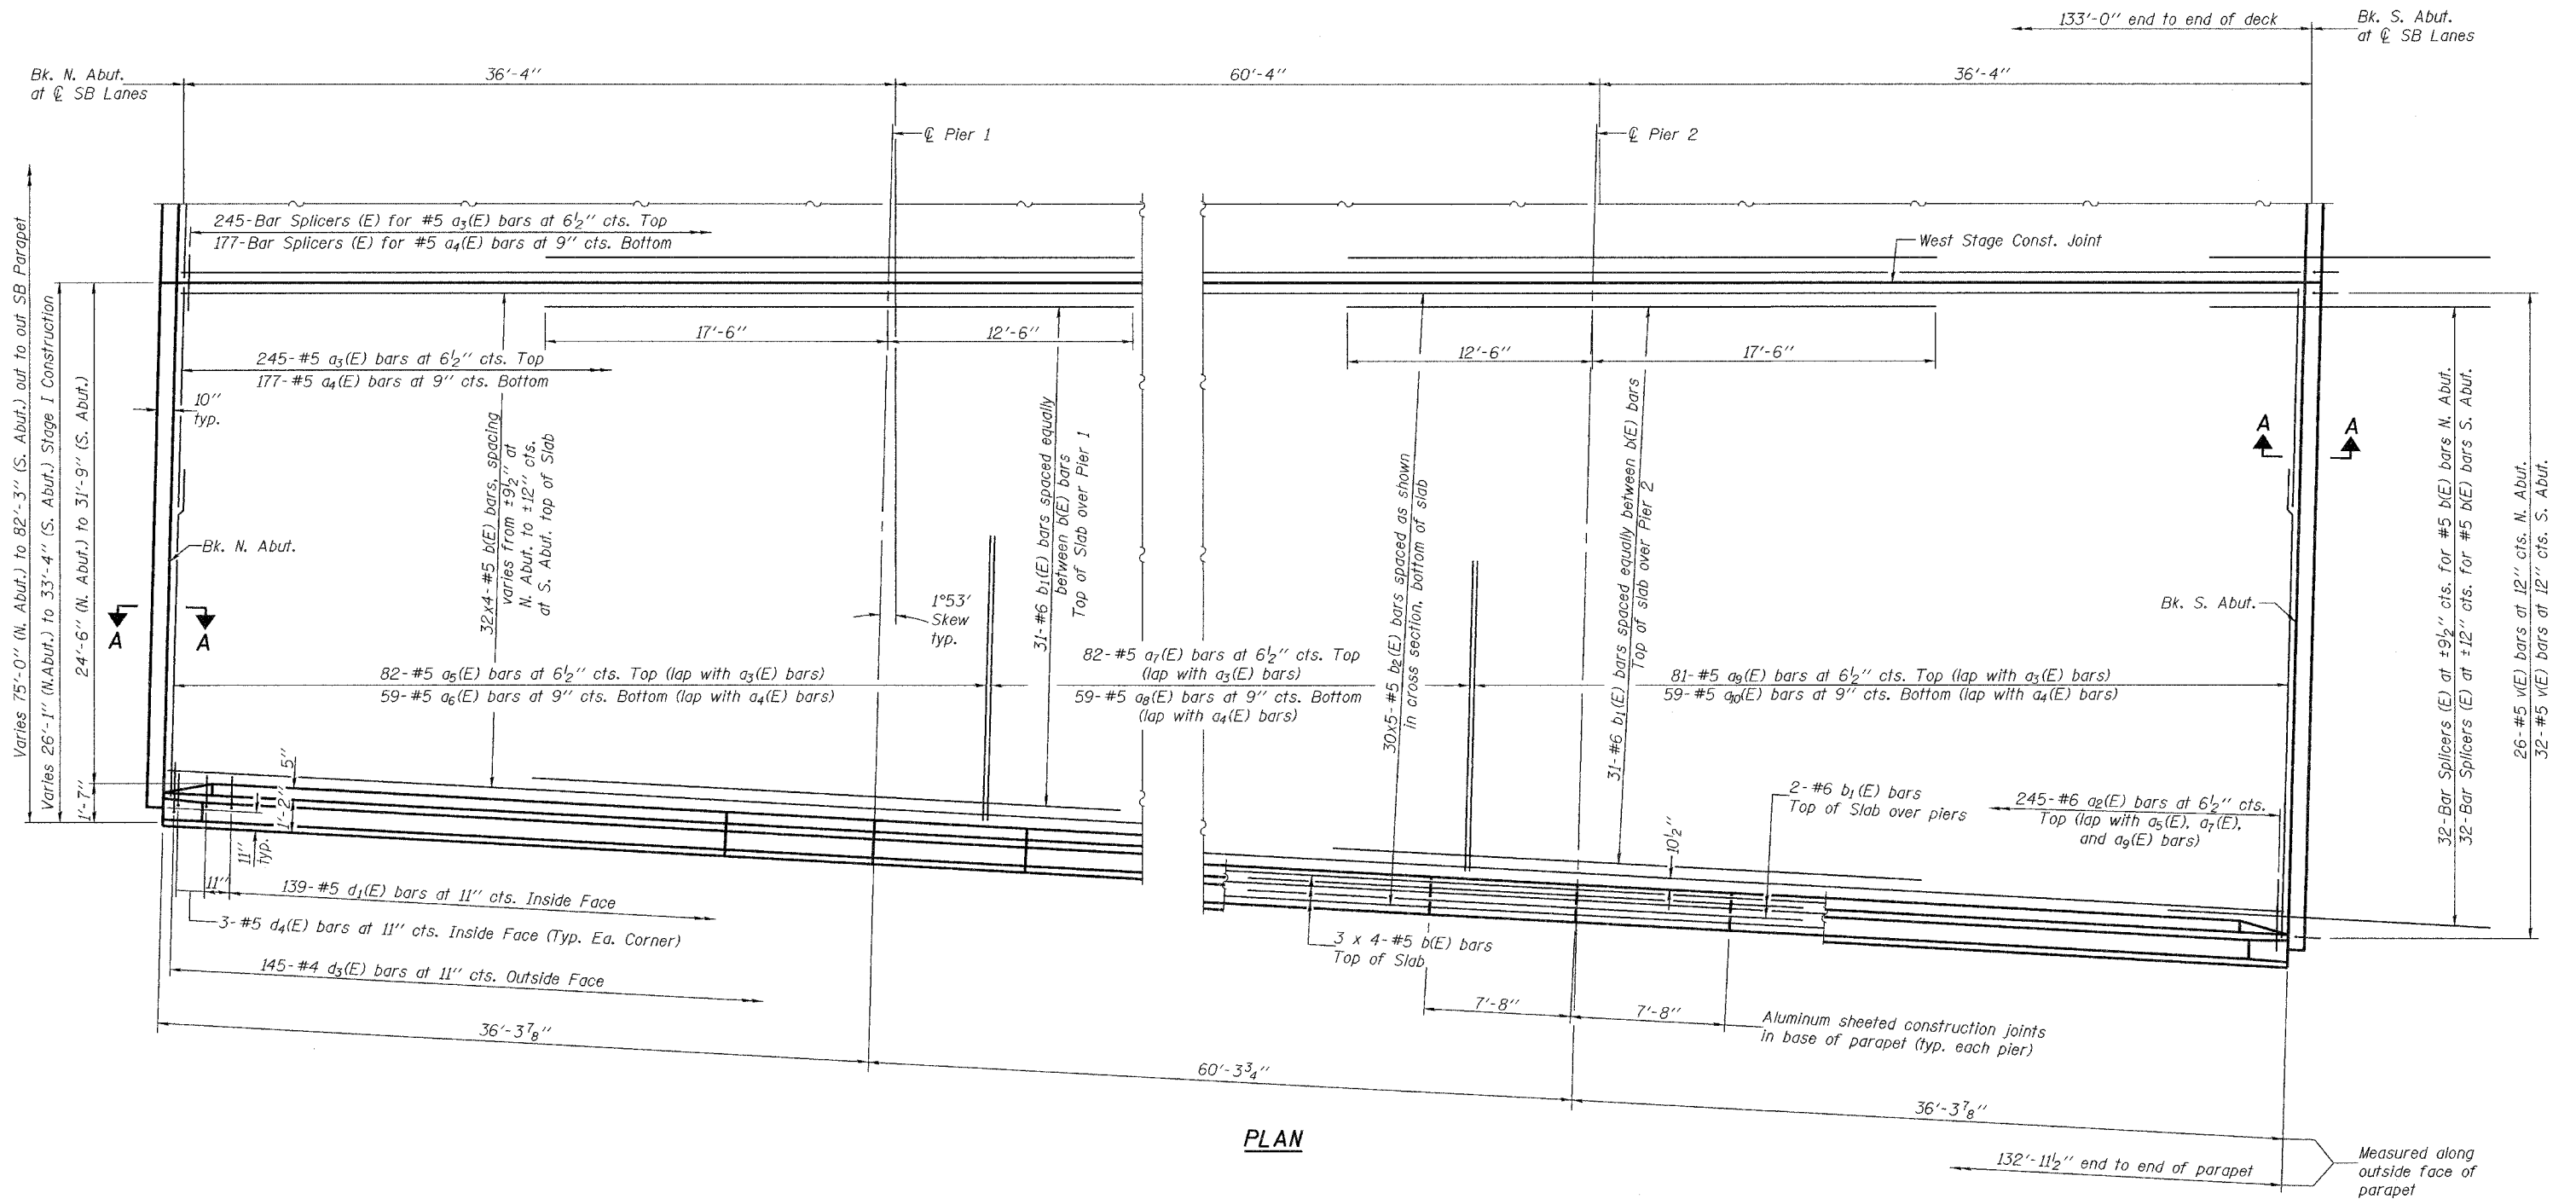 133'-0" end to end of deck
Bk. S. Abut.
at ℄ SB Lanes
Bk. N. Abut.
at ℄ SB Lanes
36'-4"
60'-4"
36'-4"
℄ Pier 1
℄ Pier 2
245-Bar Splicers (E) for #5 a3(E) bars at 6½" cts. Top
177-Bar Splicers (E) for #5 a4(E) bars at 9" cts. Bottom
West Stage Const. Joint
17'-6"
12'-6"
12'-6"
17'-6"
245-#5 a3(E) bars at 6½" cts. Top
177-#5 a4(E) bars at 9" cts. Bottom
10"
typ.
Varies 75'-0" (N. Abut.) to 82'-3" (S. Abut.) out to out SB Parapet
Varies 26'-1" (N.Abut.) to 33'-4" (S. Abut.) Stage I Construction
24'-6" (N. Abut.) to 31'-9" (S. Abut.)
1'-7"
32x4-#5 b(E) bars, spacing
varies from ±9½" at
N. Abut. to ±12" cts.
at S. Abut. top of Slab
31-#6 b1(E) bars spaced equally
between b(E) bars
Top of Slab over Pier 1
30x5-#5 b2(E) bars spaced as shown
in cross section, bottom of slab
31-#6 b1(E) bars spaced equally between b(E) bars
Top of slab over Pier 2
A
A
32-Bar Splicers (E) at ±9½" cts. for #5 b(E) bars N. Abut.
32-Bar Splicers (E) at ±12" cts. for #5 b(E) bars S. Abut.
26-#5 v(E) bars at 12" cts. N. Abut.
32-#5 v(E) bars at 12" cts. S. Abut.
Bk. N. Abut.
Bk. S. Abut.
A
A
1°53'
Skew
typ.
82-#5 a5(E) bars at 6½" cts. Top (lap with a3(E) bars)
59-#5 a6(E) bars at 9" cts. Bottom (lap with a4(E) bars)
82-#5 a7(E) bars at 6½" cts. Top
(lap with a3(E) bars)
59-#5 a8(E) bars at 9" cts. Bottom
(lap with a4(E) bars)
81-#5 a9(E) bars at 6½" cts. Top (lap with a3(E) bars)
59-#5 a10(E) bars at 9" cts. Bottom (lap with a4(E) bars)
5"
1'-2"
11"
typ.
11"
2-#6 b1(E) bars
Top of Slab over piers
245-#6 a2(E) bars at 6½" cts.
Top (lap with a5(E), a7(E),
and a9(E) bars)
10½"
139-#5 d1(E) bars at 11" cts. Inside Face
3-#5 d4(E) bars at 11" cts. Inside Face (Typ. Ea. Corner)
145-#4 d3(E) bars at 11" cts. Outside Face
3 x 4-#5 b(E) bars
Top of Slab
7'-8"
7'-8"
Aluminum sheeted construction joints
in base of parapet (typ. each pier)
36'-3⅞"
60'-3¾"
36'-3⅞"
PLAN
132'-11½" end to end of parapet
Measured along
outside face of
parapet